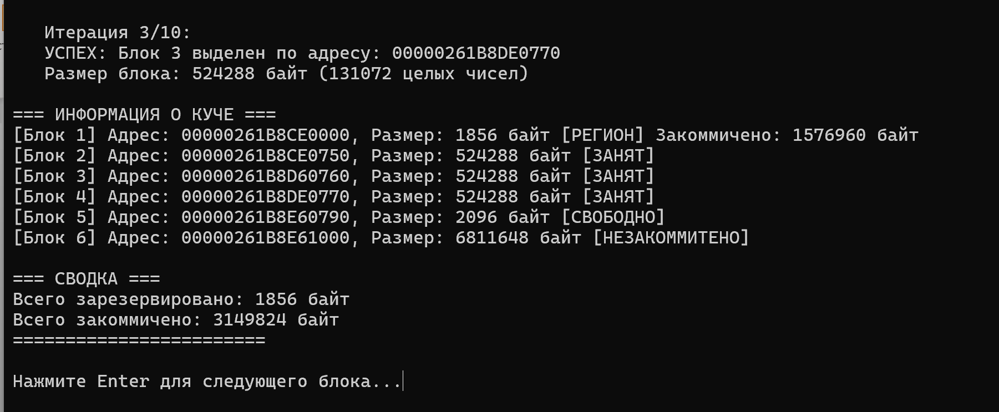 Итерация 3/10:
УСПЕХ: Блок 3 выделен по адресу: 00000261B8DE0770
Размер блока: 524288 байт (131072 целых чисел)
=== ИНФОРМАЦИЯ О КУЧЕ ===
[Блок 1] Адрес: 00000261B8CE0000, Размер: 1856 байт [РЕГИОН] Закоммичено: 1576960 байт
[Блок 2] Адрес: 00000261B8CE0750, Размер: 524288 байт [ЗАНЯТ]
[Блок 3] Адрес: 00000261B8D60760, Размер: 524288 байт [ЗАНЯТ]
[Блок 4] Адрес: 00000261B8DE0770, Размер: 524288 байт [ЗАНЯТ]
[Блок 5] Адрес: 00000261B8E60790, Размер: 2096 байт [СВОБОДНО]
[Блок 6] Адрес: 00000261B8E61000, Размер: 6811648 байт [НЕЗАКОММИТЕНО]
=== СВОДКА ===
Всего зарезервировано: 1856 байт
Всего закоммичено: 3149824 байт
========================
Нажмите Enter для следующего блока...